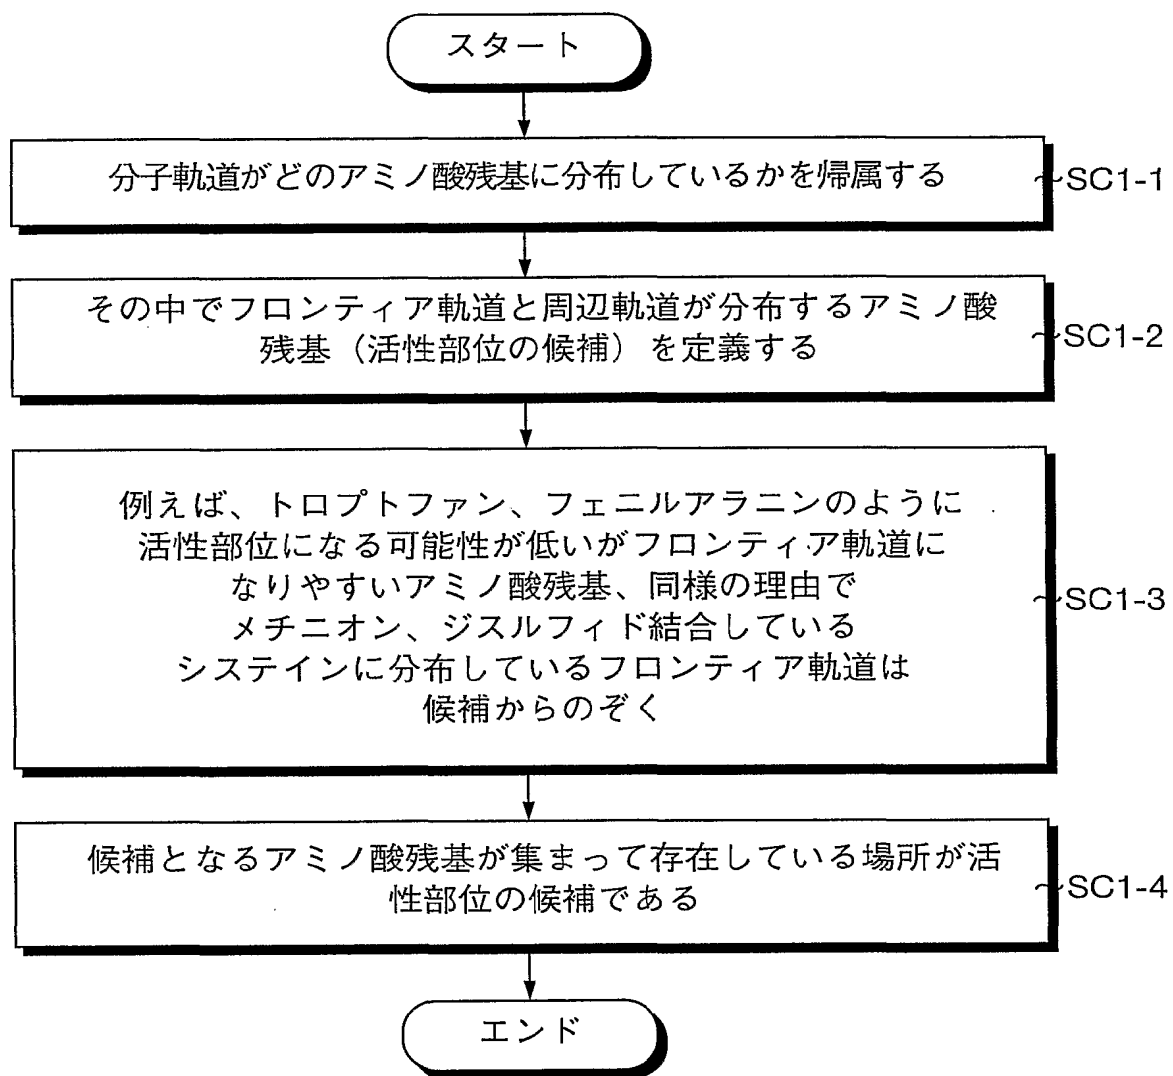 スタート
分子軌道がどのアミノ酸残基に分布しているかを帰属する
SC1-1
その中でフロンティア軌道と周辺軌道が分布するアミノ酸
残基（活性部位の候補）を定義する
SC1-2
例えば、トロプトファン、フェニルアラニンのように
活性部位になる可能性が低いがフロンティア軌道に
なりやすいアミノ酸残基、同様の理由で
メチニオン、ジスルフィド結合している
システインに分布しているフロンティア軌道は
候補からのぞく
SC1-3
候補となるアミノ酸残基が集まって存在している場所が活
性部位の候補である
SC1-4
エンド